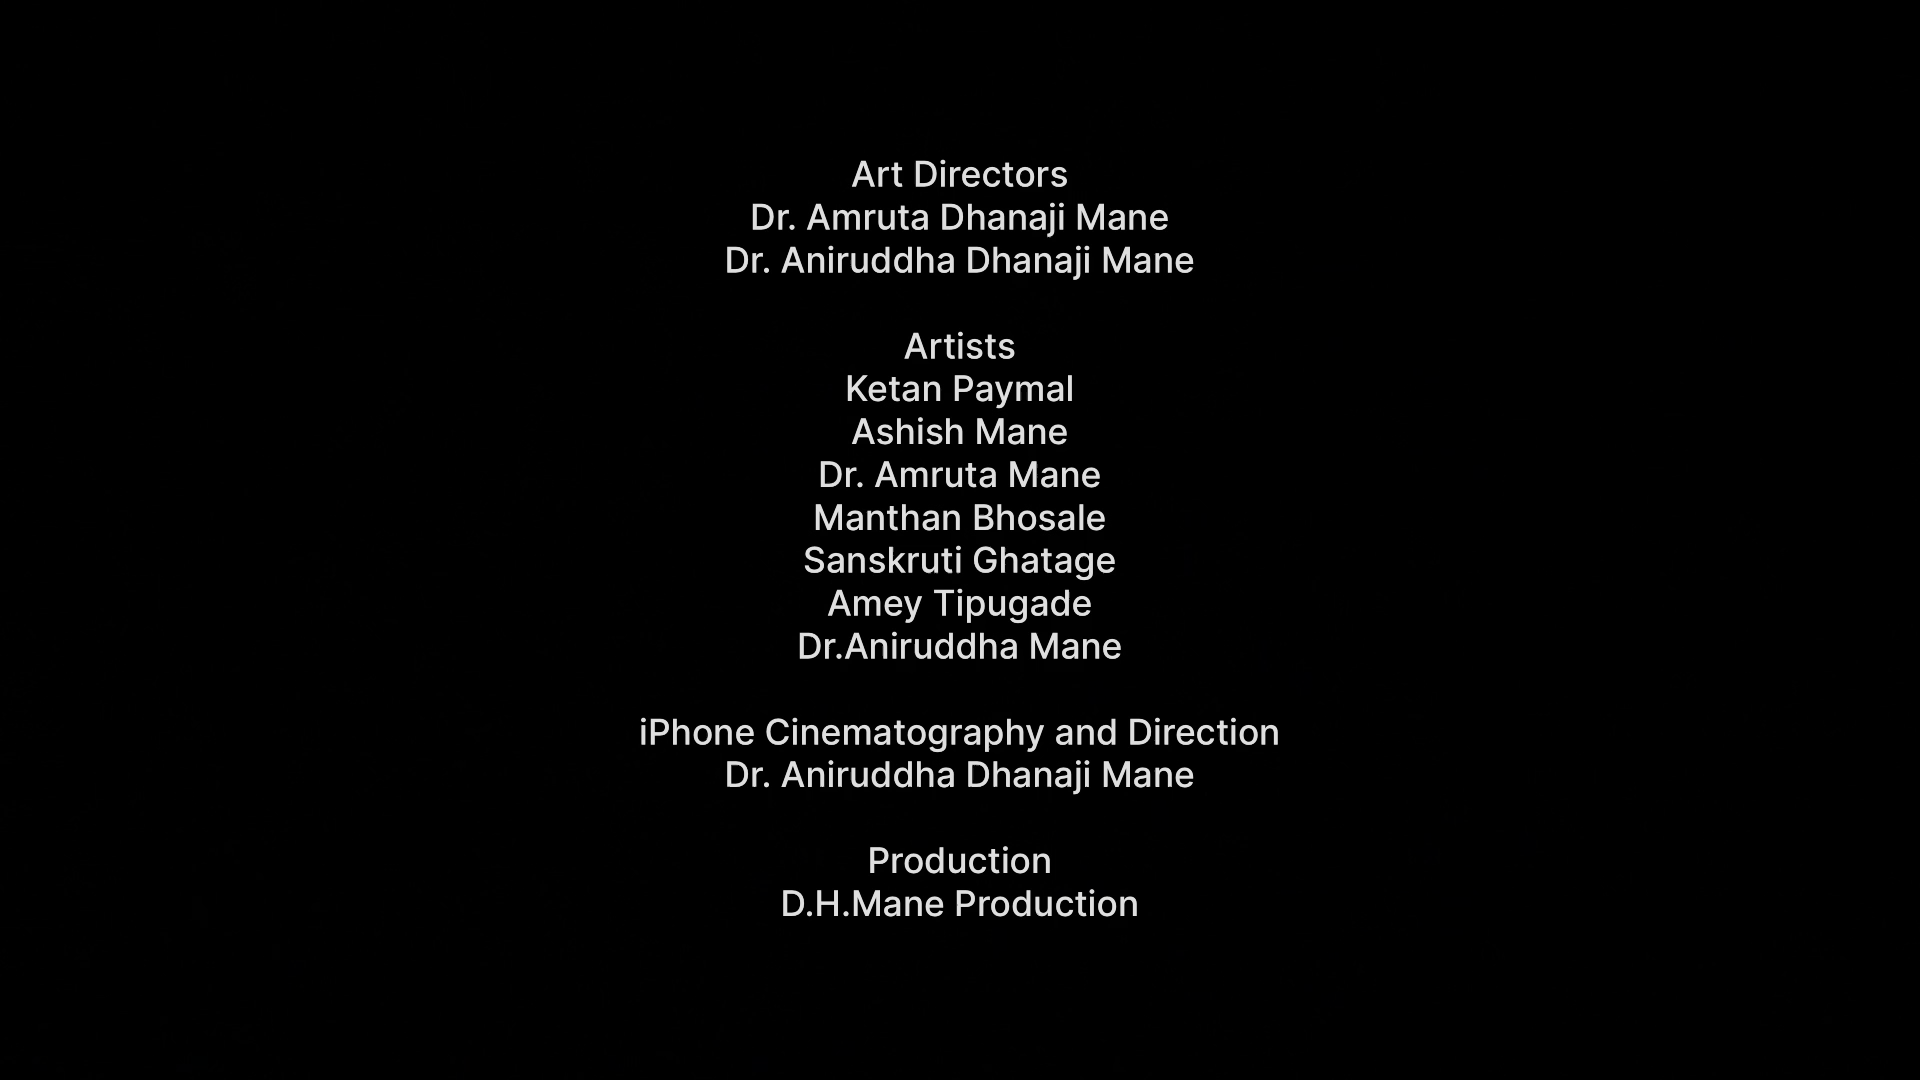 Art Directors
Dr. Amruta Dhanaji Mane
Dr. Aniruddha Dhanaji Mane
Artists
Ketan Paymal
Ashish Mane
Dr. Amruta Mane
Manthan Bhosale
Sanskruti Ghatage
Amey Tipugade
Dr.Aniruddha Mane
iPhone Cinematography and Direction
Dr. Aniruddha Dhanaji Mane
Production
D.H.Mane Production